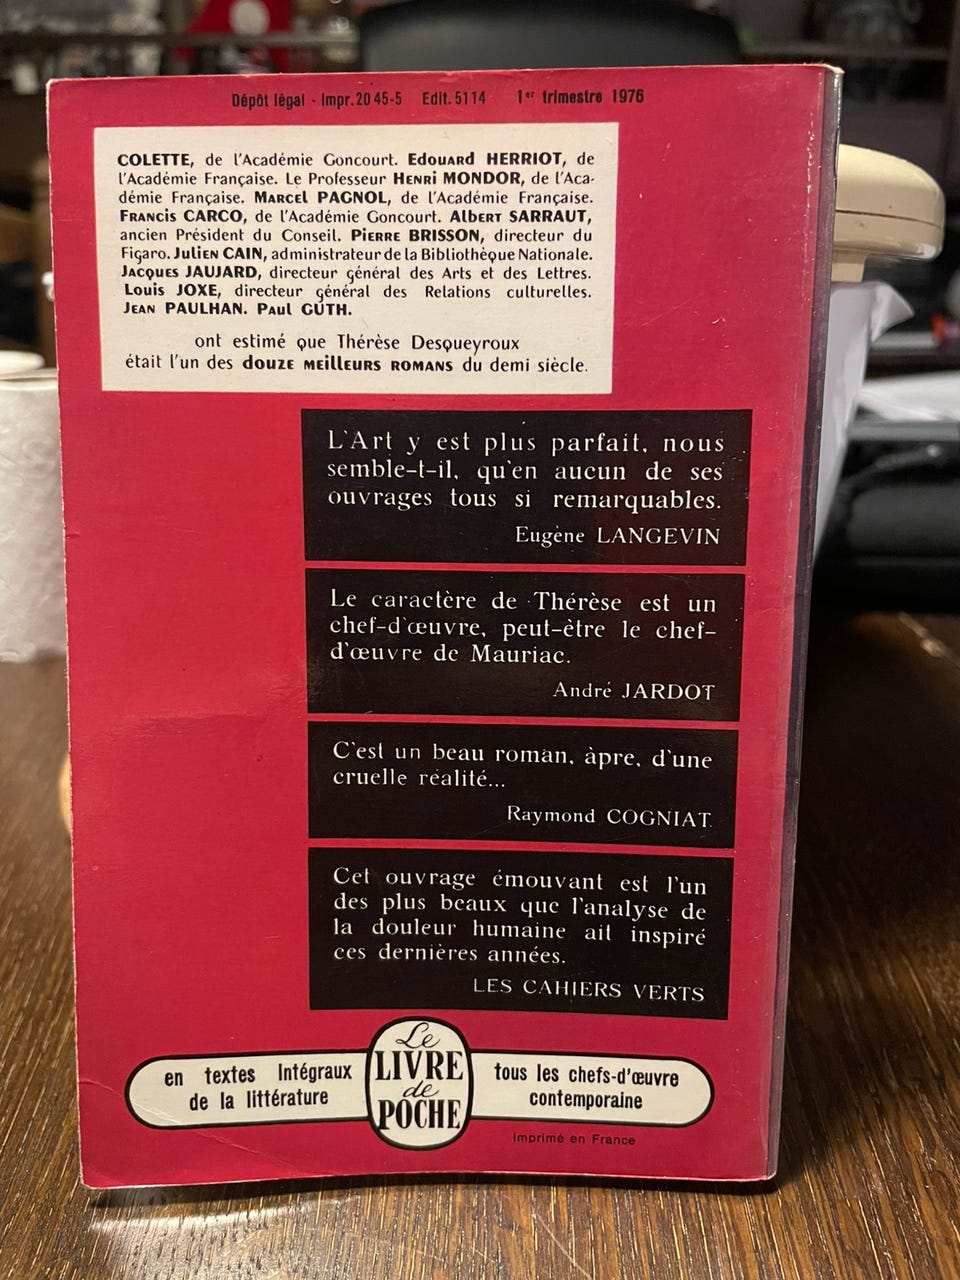 Dépôt légal - Impr. 2045-5 Edit. 5114 1er trimestre 1976
COLETTE, de l'Académie Goncourt. Edouard HERRIOT, de
l'Académie Française. Le Professeur Henri MONDOR, de l'Aca-
démie Française. Marcel PAGNOL, de l'Académie Française.
Francis CARCO, de l'Académie Goncourt. Albert SARRAUT,
ancien Président du Conseil. Pierre BRISSON, directeur du
Figaro. Julien CAIN, administrateur de la Bibliothèque Nationale.
Jacques JAUJARD, directeur général des Arts et des Lettres.
Louis JOXE, directeur général des Relations culturelles.
Jean PAULHAN. Paul GUTH.
ont estimé que Thérèse Desqueyroux
était l'un des douze meilleurs romans du demi siècle.
L'Art y est plus parfait, nous
semble-t-il, qu'en aucun de ses
ouvrages tous si remarquables.
Eugène LANGEVIN
Le caractère de Thérèse est un
chef-d'œuvre, peut-être le chef-
d'œuvre de Mauriac.
André JARDOT
C'est un beau roman, àpre, d'une
cruelle réalité...
Raymond COGNIAT.
Cet ouvrage émouvant est l'un
des plus beaux que l'analyse de
la douleur humaine ait inspiré
ces dernières années.
LES CAHIERS VERTS
Le
LIVRE
de
POCHE
en textes intégraux
de la littérature
tous les chefs-d'œuvre
contemporaine
Imprimé en France